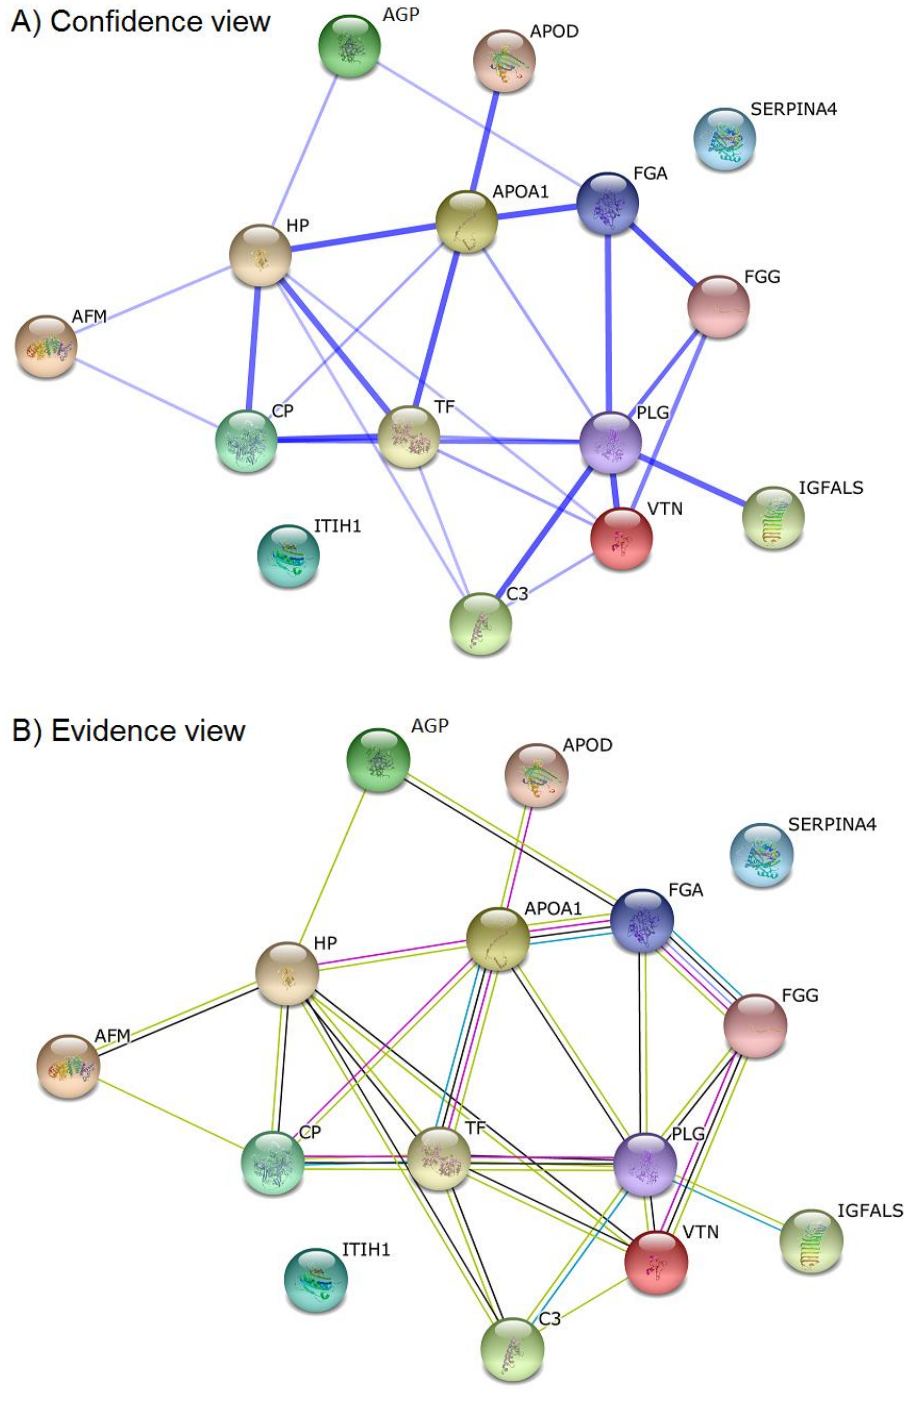 A) Confidence view
AGP
APOD
SERPINA4
FGA
APOA1
HP
FGG
AFM
CP
TF
PLG
IGFALS
VTN
ITIH1
C3
B) Evidence view
AGP
APOD
SERPINA4
FGA
APOA1
HP
FGG
AFM
CP
TF
PLG
IGFALS
VTN
ITIH1
C3